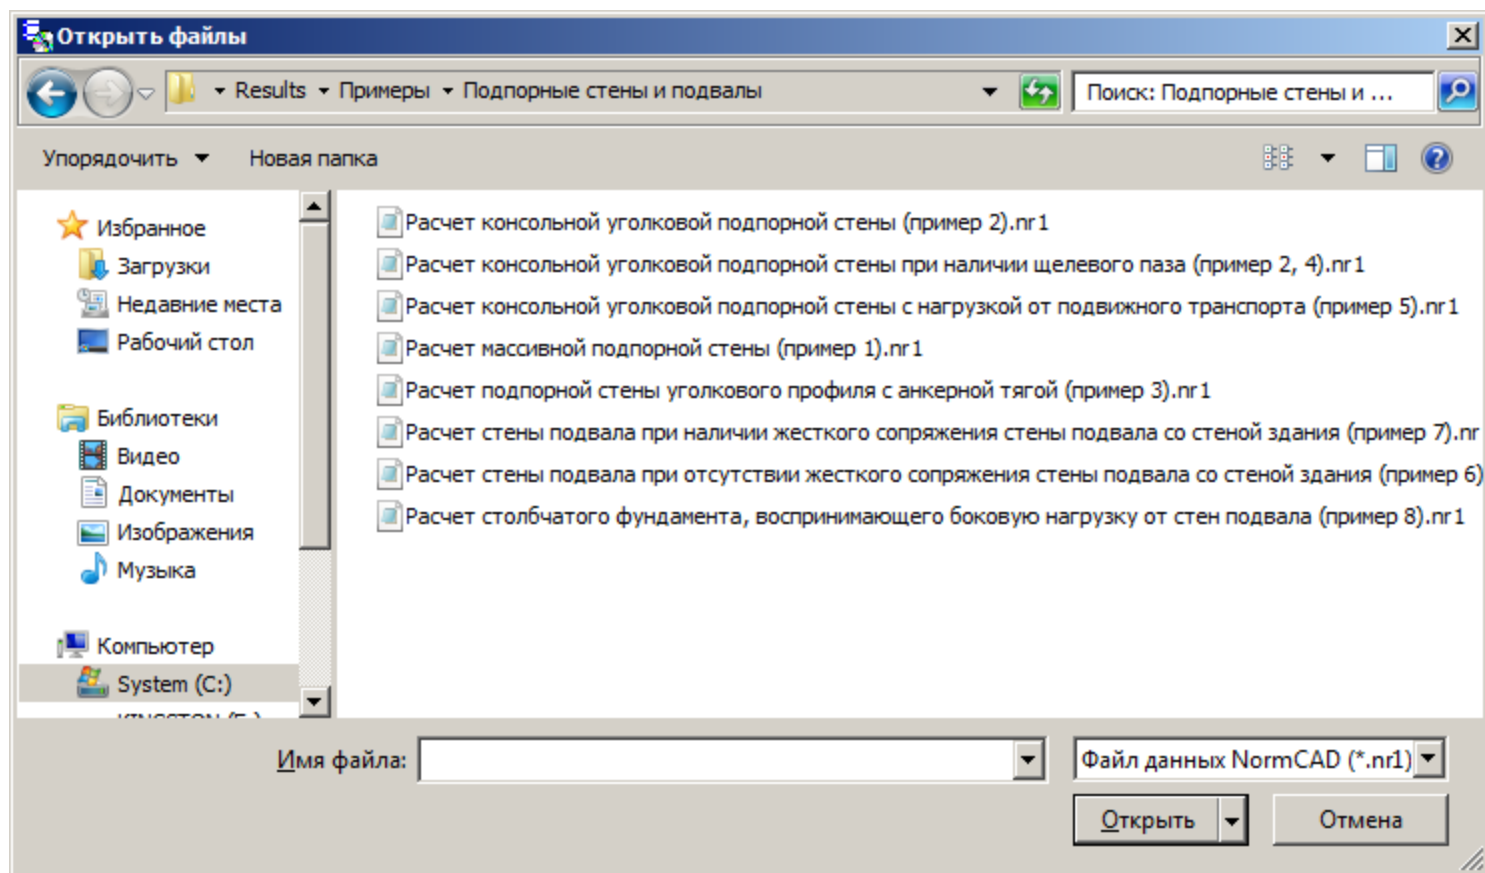 Открыть файлы
Results Примеры Подпорные стены и подвалы Поиск: Подпорные стены и ...
Упорядочить Новая папка
Избранное
Загрузки
Недавние места
Рабочий стол
Библиотеки
Видео
Документы
Изображения
Музыка
Компьютер
System (C:)
Расчет консольной уголковой подпорной стены (пример 2).nr1
Расчет консольной уголковой подпорной стены при наличии щелевого паза (пример 2, 4).nr1
Расчет консольной уголковой подпорной стены с нагрузкой от подвижного транспорта (пример 5).nr1
Расчет массивной подпорной стены (пример 1).nr1
Расчет подпорной стены уголкового профиля с анкерной тягой (пример 3).nr1
Расчет стены подвала при наличии жесткого сопряжения стены подвала со стеной здания (пример 7).nr
Расчет стены подвала при отсутствии жесткого сопряжения стены подвала со стеной здания (пример 6)
Расчет столбчатого фундамента, воспринимающего боковую нагрузку от стен подвала (пример 8).nr1
Имя файла: Файл данных NormCAD (*.nr1)
Открыть Отмена